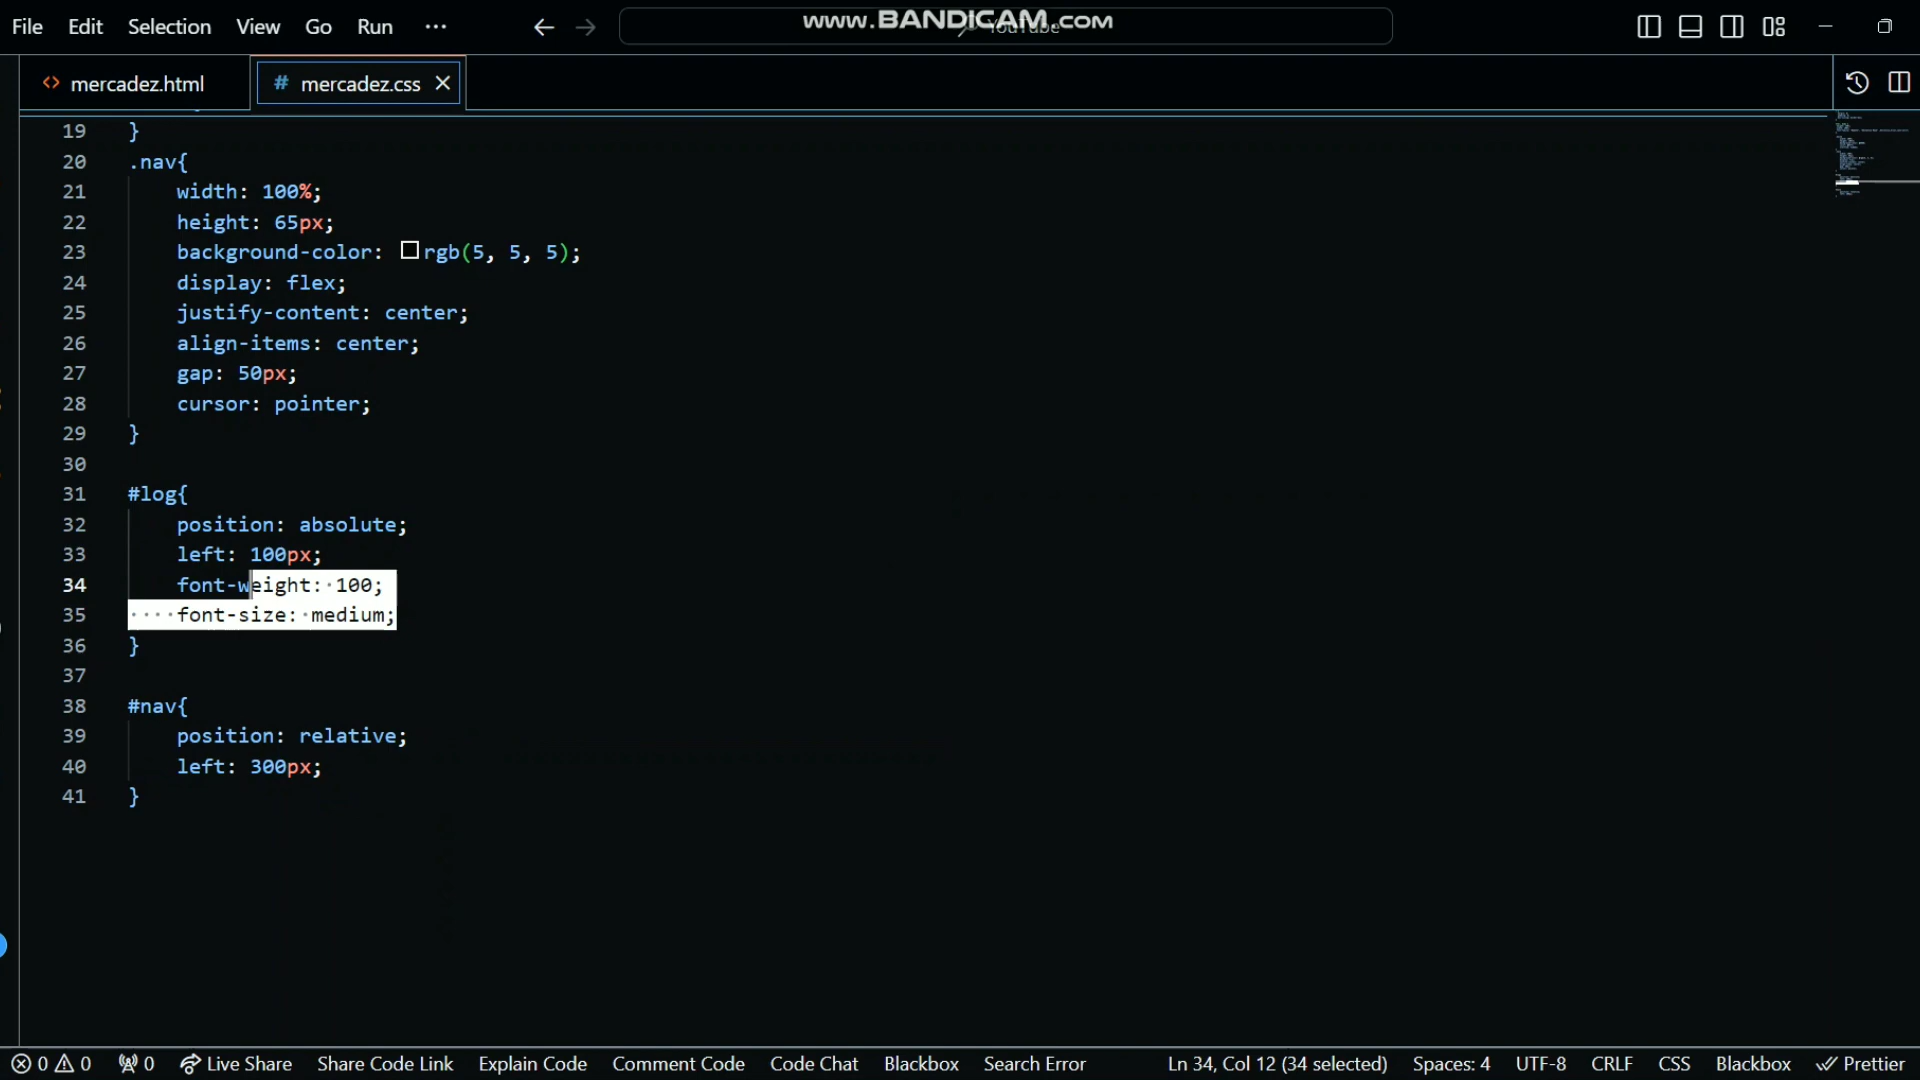 File Edit Selection View Go Run ··· www.BANDICAM.com YouTube
mercadez.html # mercadez.css
19 }
20 .nav{
21 width: 100%;
22 height: 65px;
23 background-color: rgb(5, 5, 5);
24 display: flex;
25 justify-content: center;
26 align-items: center;
27 gap: 50px;
28 cursor: pointer;
29 }
30
31 #log{
32 position: absolute;
33 left: 100px;
34 font-weight: 100;
35 font-size: medium;
36 }
37
38 #nav{
39 position: relative;
40 left: 300px;
41 }
0 0 0 Live Share Share Code Link Explain Code Comment Code Code Chat Blackbox Search Error Ln 34, Col 12 (34 selected) Spaces: 4 UTF-8 CRLF CSS Blackbox Prettier